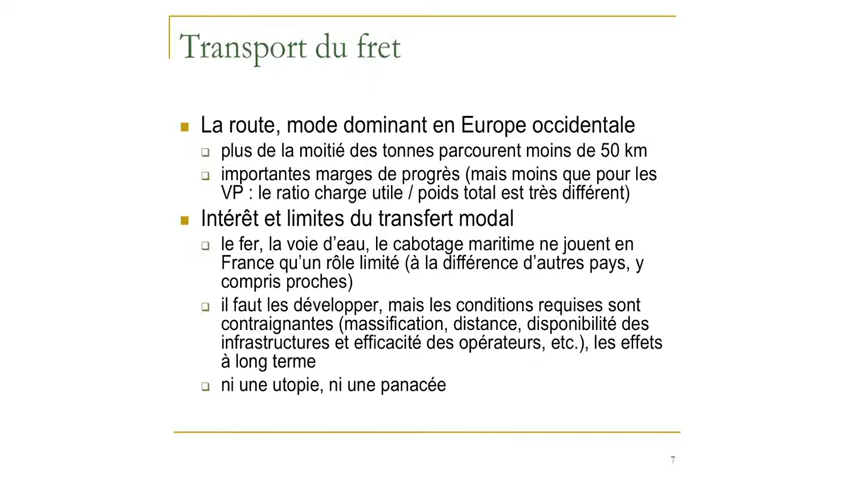 Transport du fret
La route, mode dominant en Europe occidentale
plus de la moitié des tonnes parcourent moins de 50 km
importantes marges de progrès (mais moins que pour les
VP : le ratio charge utile / poids total est très différent)
Intérêt et limites du transfert modal
le fer, la voie d'eau, le cabotage maritime ne jouent en
France qu'un rôle limité (à la différence d'autres pays, y
compris proches)
il faut les développer, mais les conditions requises sont
contraignantes (massification, distance, disponibilité des
infrastructures et efficacité des opérateurs, etc.), les effets
à long terme
ni une utopie, ni une panacée
7